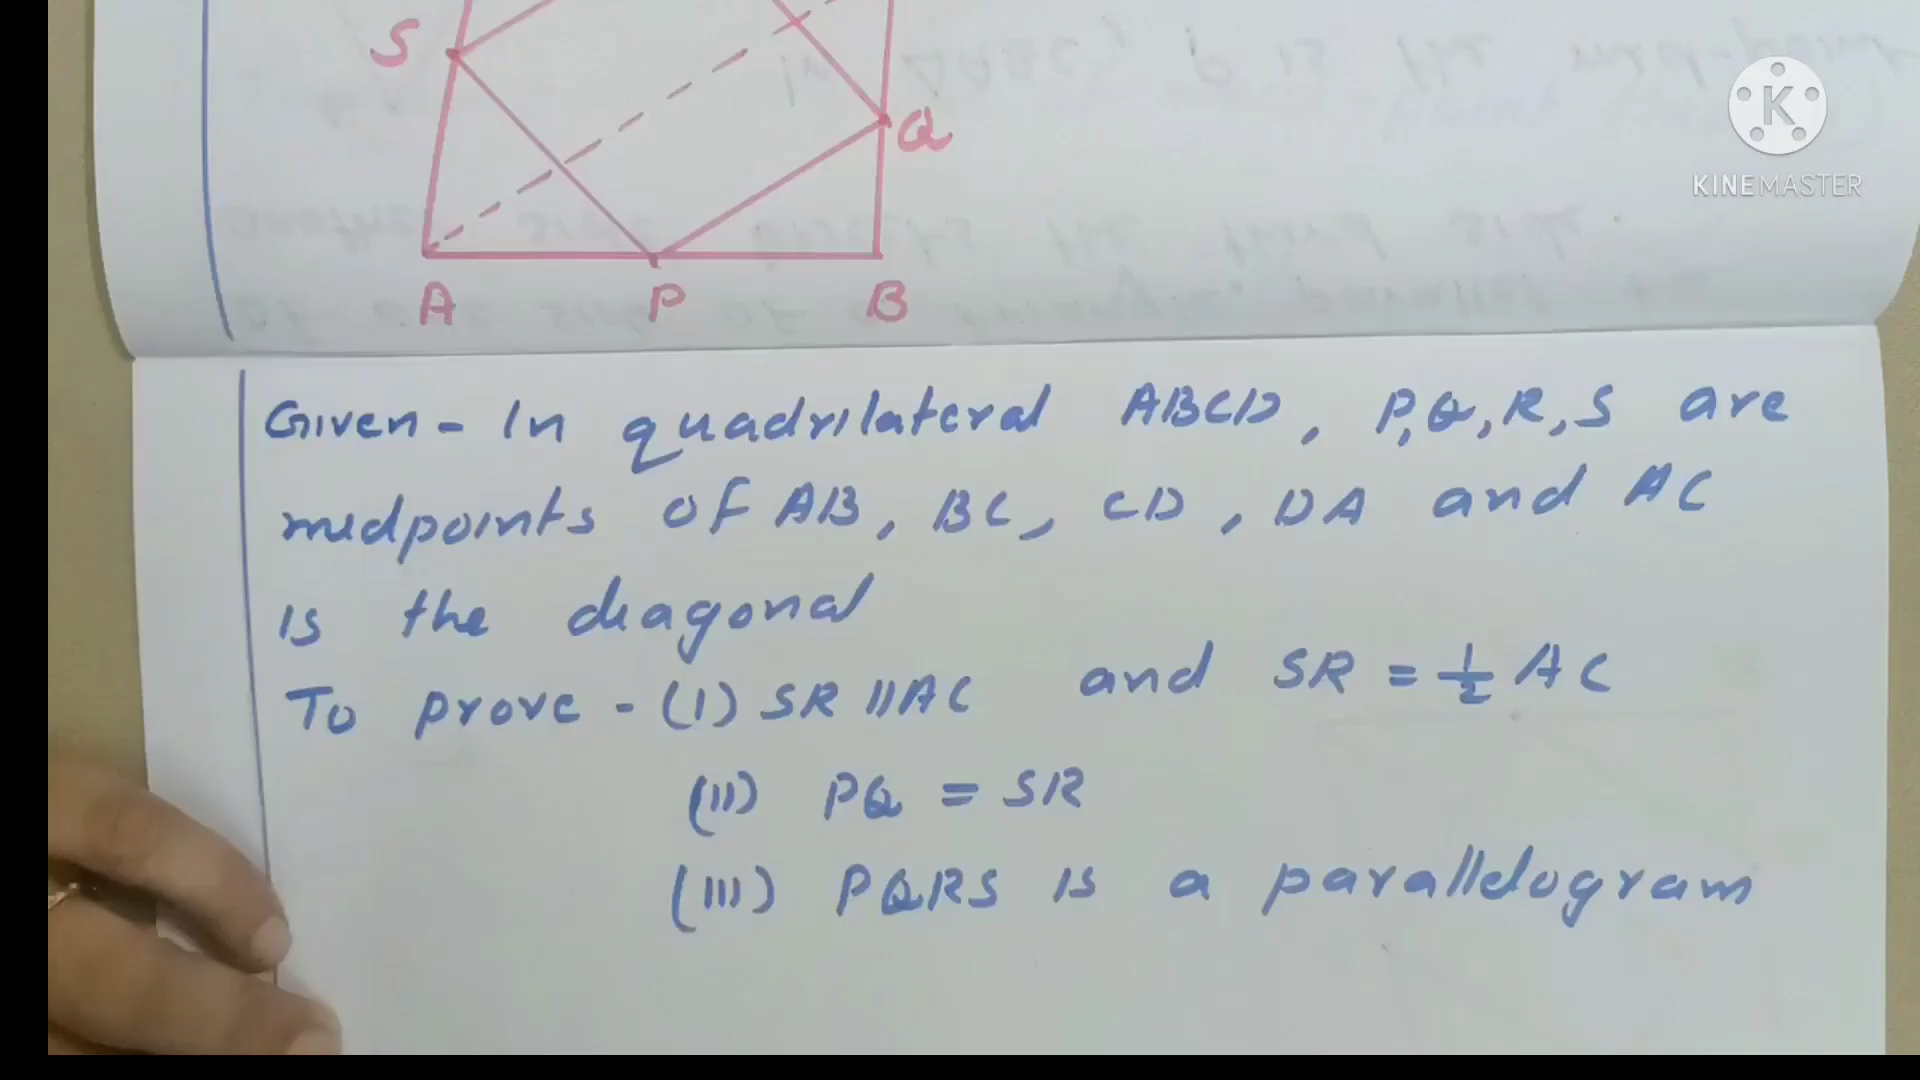 S
Q
A P B
KINEMASTER
Given - In quadrilateral ABCD, P,Q,R,S are
midpoints of AB, BC, CD, DA and AC
is the diagonal
To prove - (I) SR || AC and SR = 1/2 AC
(II) PQ = SR
(III) PQRS is a parallelogram